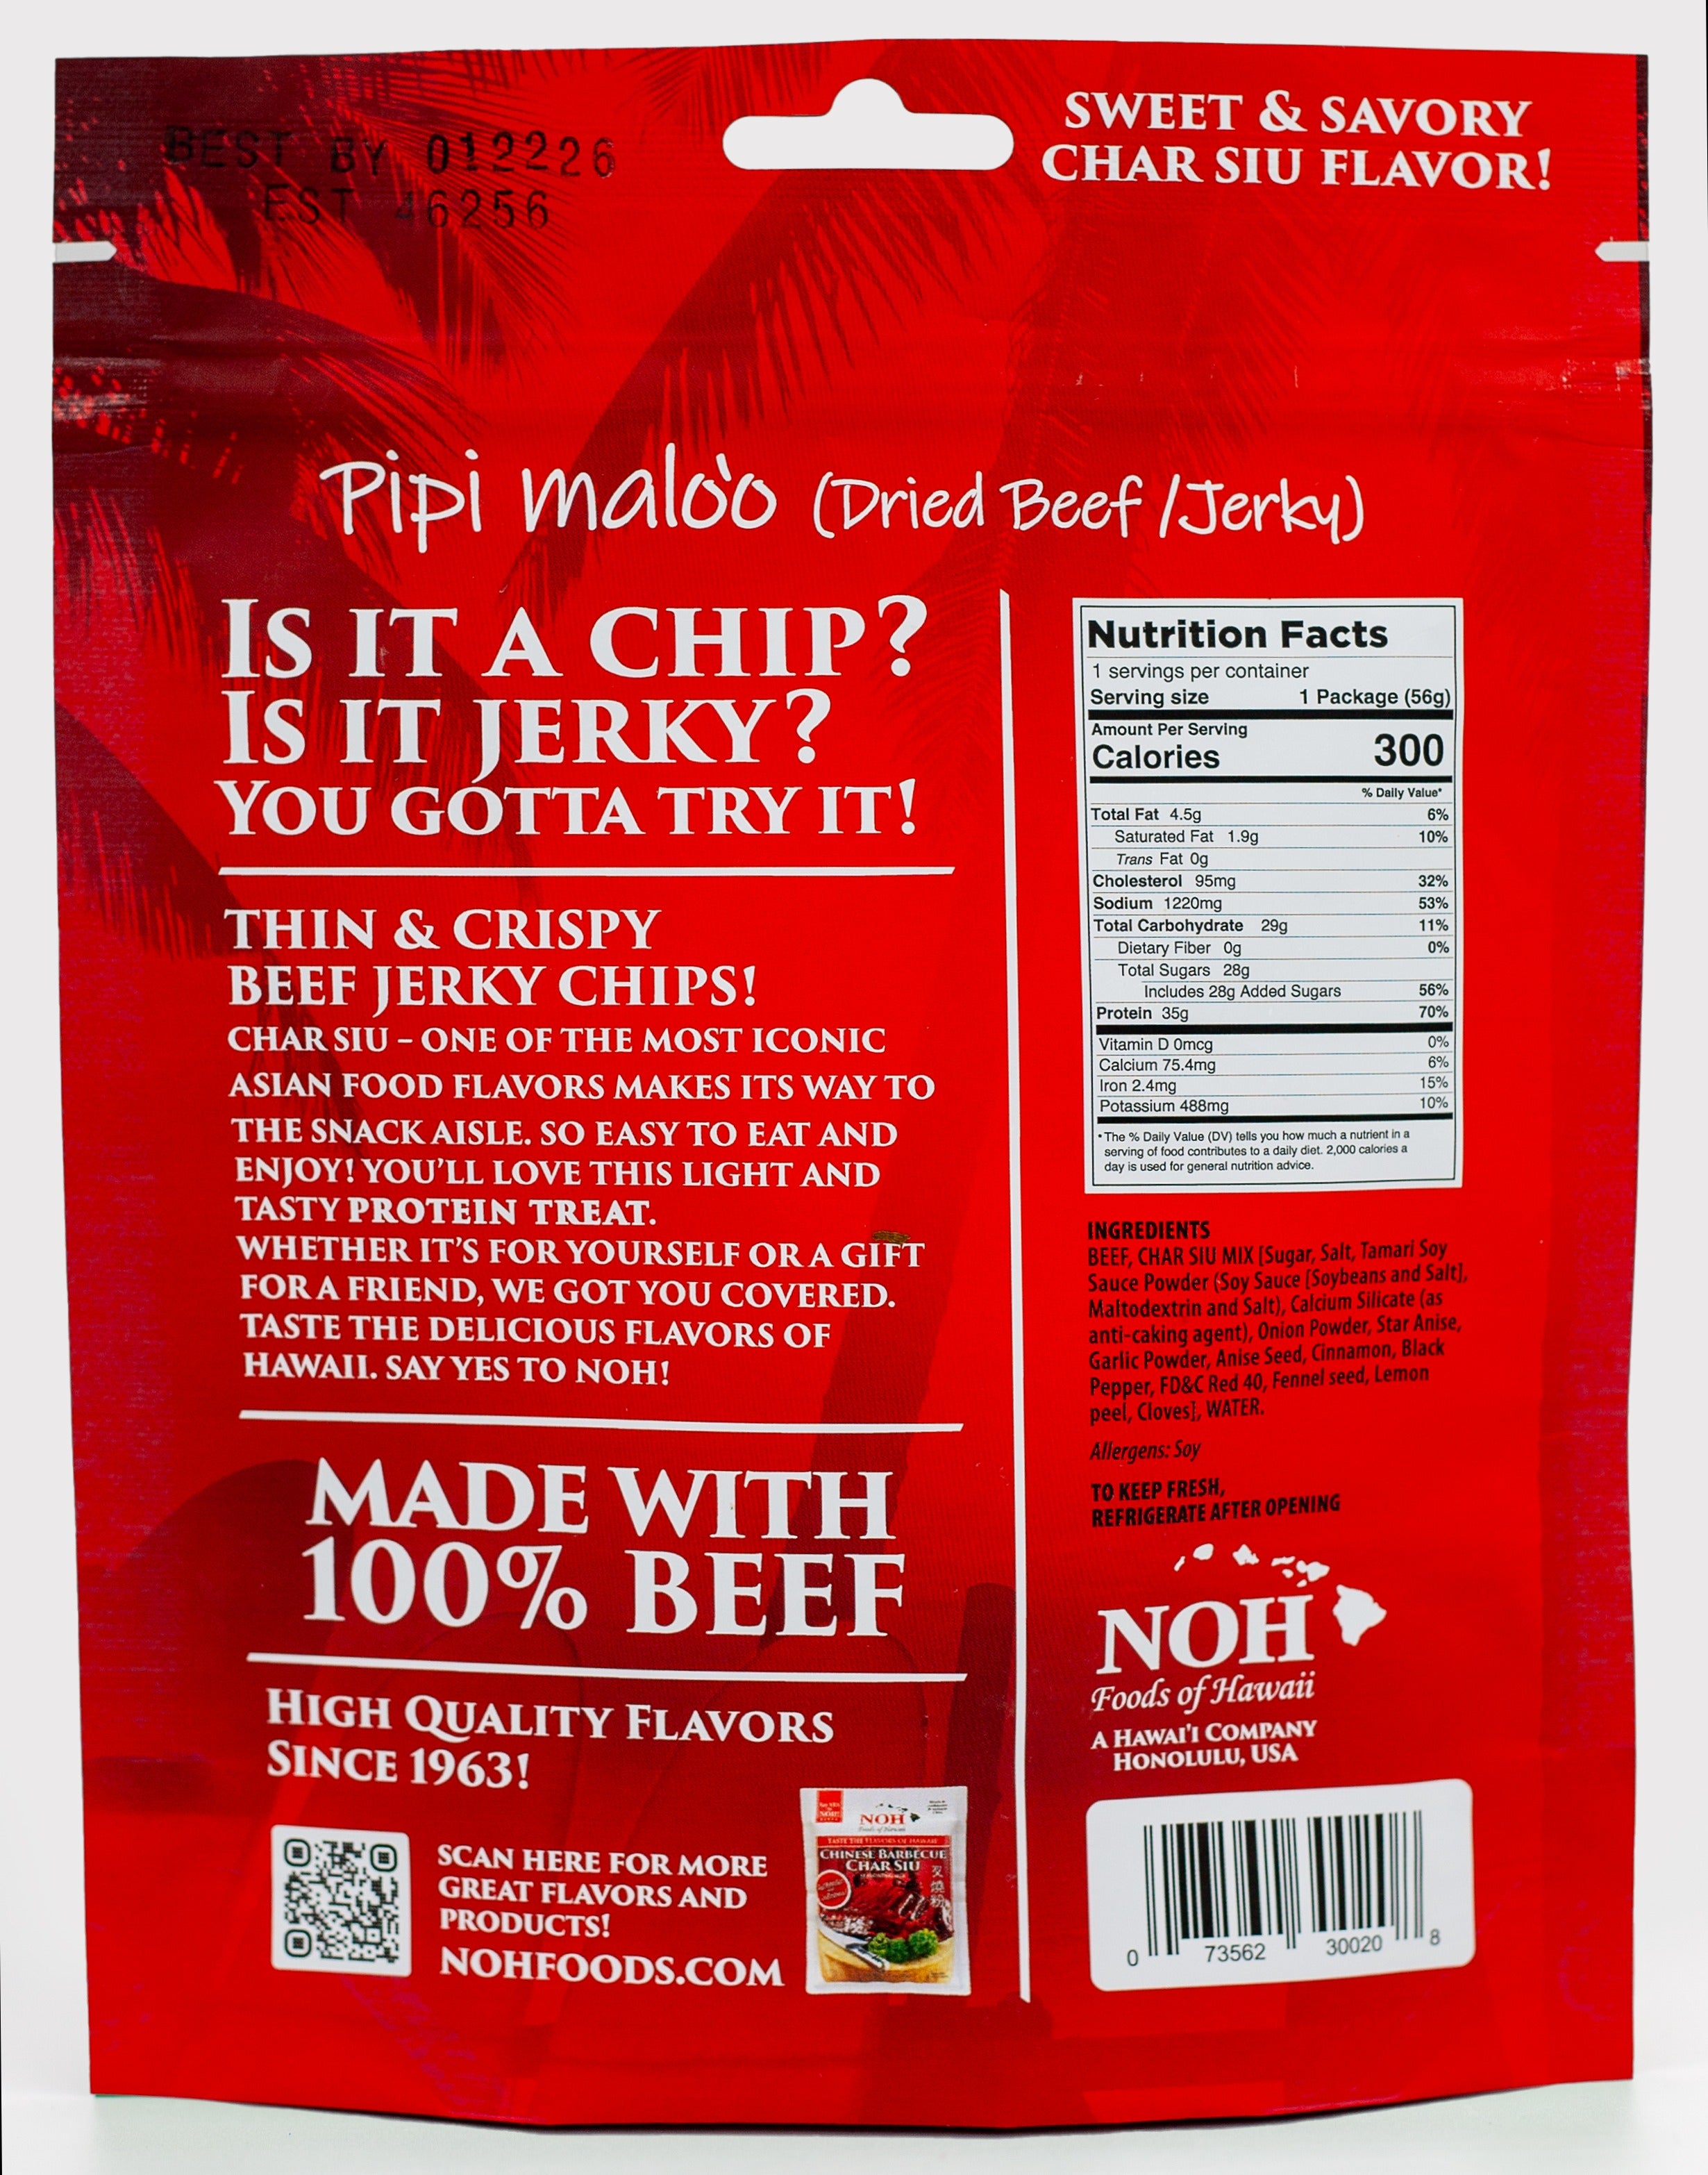 BEST BY 012226
EST 46256
SWEET & SAVORY
CHAR SIU FLAVOR!
Pipi maloʻo (Dried Beef /Jerky)
IS IT A CHIP?
IS IT JERKY?
YOU GOTTA TRY IT!
THIN & CRISPY
BEEF JERKY CHIPS!
CHAR SIU – ONE OF THE MOST ICONIC
ASIAN FOOD FLAVORS MAKES ITS WAY TO
THE SNACK AISLE. SO EASY TO EAT AND
ENJOY! YOU'LL LOVE THIS LIGHT AND
TASTY PROTEIN TREAT.
WHETHER IT'S FOR YOURSELF OR A GIFT
FOR A FRIEND, WE GOT YOU COVERED.
TASTE THE DELICIOUS FLAVORS OF
HAWAII. SAY YES TO NOH!
MADE WITH
100% BEEF
HIGH QUALITY FLAVORS
SINCE 1963!
SCAN HERE FOR MORE
GREAT FLAVORS AND
PRODUCTS!
NOHFOODS.COM
NOH
Foods of Hawaii
TASTE THE FLAVORS OF HAWAII
CHINESE BARBECUE
CHAR SIU
叉燒粉
Nutrition Facts
1 servings per container
Serving size 1 Package (56g)
Amount Per Serving
Calories 300
% Daily Value*
Total Fat 4.5g 6%
Saturated Fat 1.9g 10%
Trans Fat 0g
Cholesterol 95mg 32%
Sodium 1220mg 53%
Total Carbohydrate 29g 11%
Dietary Fiber 0g 0%
Total Sugars 28g
Includes 28g Added Sugars 56%
Protein 35g 70%
Vitamin D 0mcg 0%
Calcium 75.4mg 6%
Iron 2.4mg 15%
Potassium 488mg 10%
*The % Daily Value (DV) tells you how much a nutrient in a
serving of food contributes to a daily diet. 2,000 calories a
day is used for general nutrition advice.
INGREDIENTS
BEEF, CHAR SIU MIX [Sugar, Salt, Tamari Soy
Sauce Powder (Soy Sauce [Soybeans and Salt],
Maltodextrin and Salt), Calcium Silicate (as
anti-caking agent), Onion Powder, Star Anise,
Garlic Powder, Anise Seed, Cinnamon, Black
Pepper, FD&C Red 40, Fennel seed, Lemon
peel, Cloves], WATER.
Allergens: Soy
TO KEEP FRESH,
REFRIGERATE AFTER OPENING
NOH
Foods of Hawaii
A HAWAI'I COMPANY
HONOLULU, USA
0 73562 30020 8